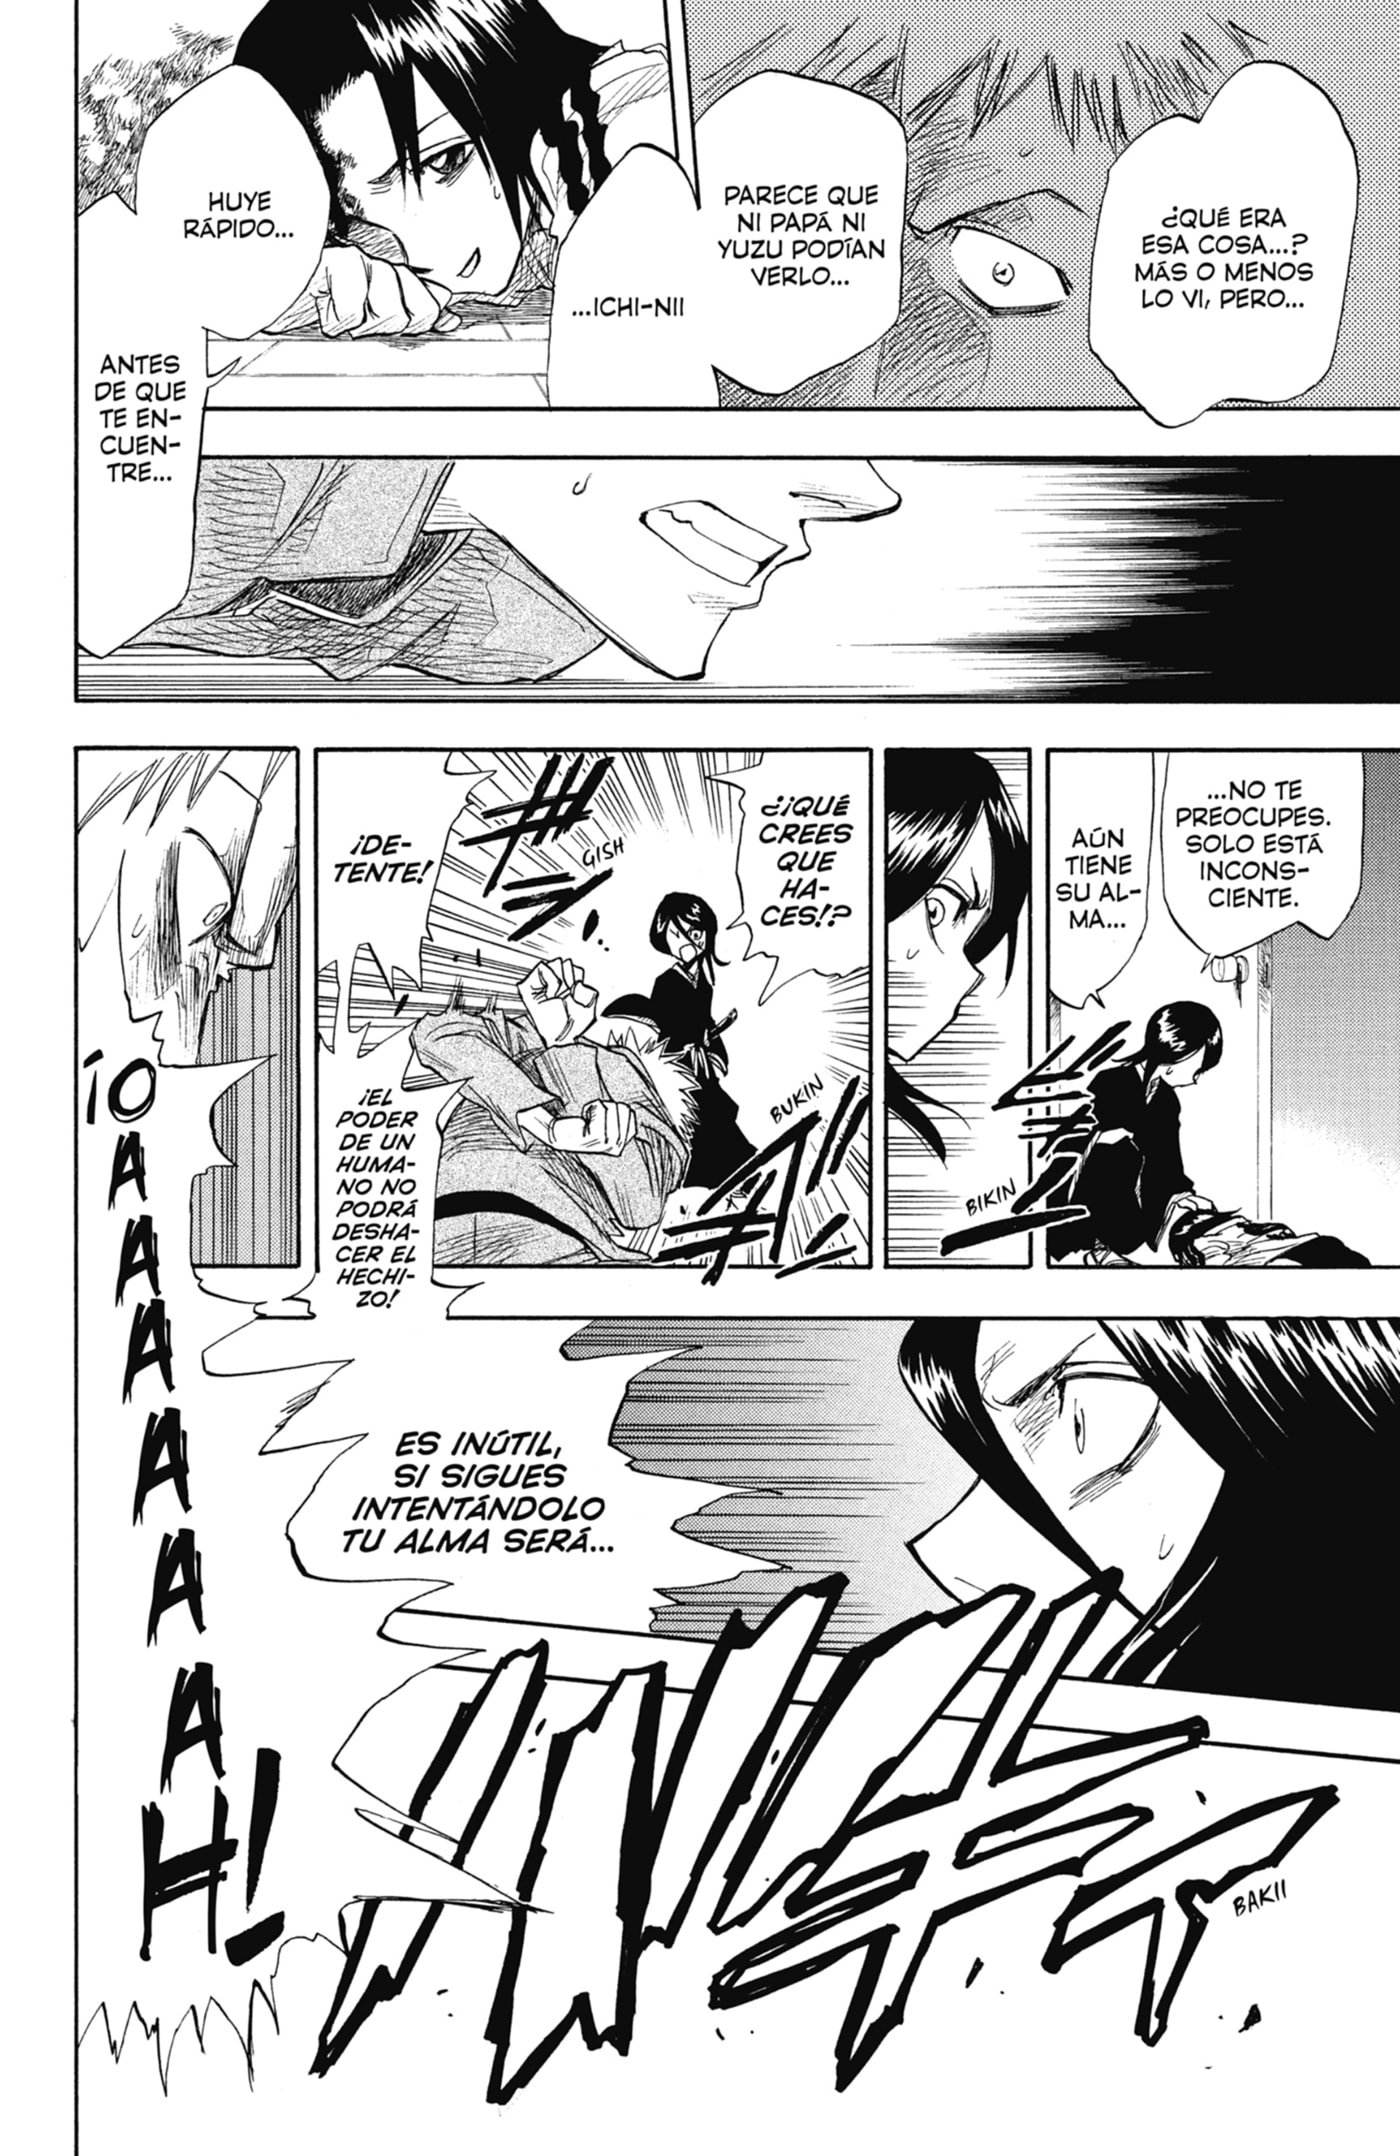 ¿QUÉ ERA
ESA COSA...?
MÁS O MENOS
LO VI, PERO...
PARECE QUE
NI PAPÁ NI
YUZU PODÍAN
VERLO...
...ICHI-NII
HUYE
RÁPIDO...
ANTES
DE QUE
TE EN-
CUEN-
TRE...
...NO TE
PREOCUPES.
SOLO ESTÁ
INCONS-
CIENTE.
AÚN
TIENE
SU AL-
MA...
BIKIN
¿¡QUÉ
CREES
QUE
HA-
CES!?
GISH
BUKIN
¡DE-
TENTE!
¡EL
PODER
DE UN
HUMA-
NO NO
PODRÁ
DESHA-
CER EL
HECHI-
ZO!
ES INÚTIL,
SI SIGUES
INTENTÁNDOLO
TU ALMA SERÁ...
BAKII
¡O
A
A
A
A
A
A
H!